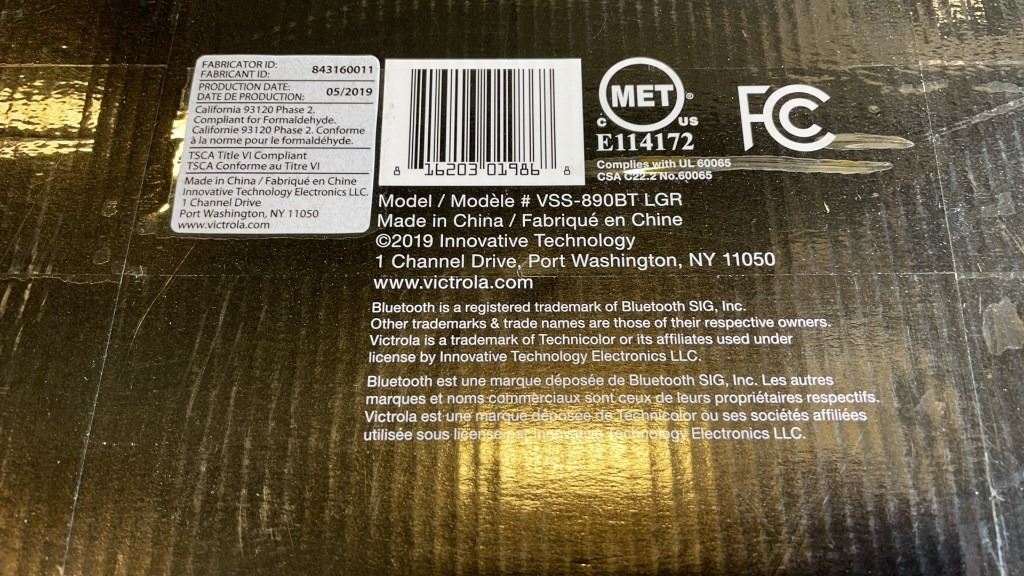 FABRICATOR ID:
FABRICANT ID: 843160011
PRODUCTION DATE:
DATE DE PRODUCTION: 05/2019
California 93120 Phase 2.
Compliant for Formaldehyde.
Californie 93120 Phase 2. Conforme
à la norme pour le formaldéhyde.
TSCA Title VI Compliant
TSCA Conforme au Titre VI
Made in China / Fabriqué en Chine
Innovative Technology Electronics LLC.
1 Channel Drive
Port Washington, NY 11050
www.victrola.com
8 16203 01986 8
MET ®
C US
E114172
Complies with UL 60065
CSA C22.2 No.60065
FC
Model / Modèle # VSS-890BT LGR
Made in China / Fabriqué en Chine
©2019 Innovative Technology
1 Channel Drive, Port Washington, NY 11050
www.victrola.com
Bluetooth is a registered trademark of Bluetooth SIG, Inc.
Other trademarks & trade names are those of their respective owners.
Victrola is a trademark of Technicolor or its affiliates used under
license by Innovative Technology Electronics LLC.
Bluetooth est une marque déposée de Bluetooth SIG, Inc. Les autres
marques et noms commerciaux sont ceux de leurs propriétaires respectifs.
Victrola est une marque déposée de Technicolor ou ses sociétés affiliées
utilisée sous license par Innovative Technology Electronics LLC.